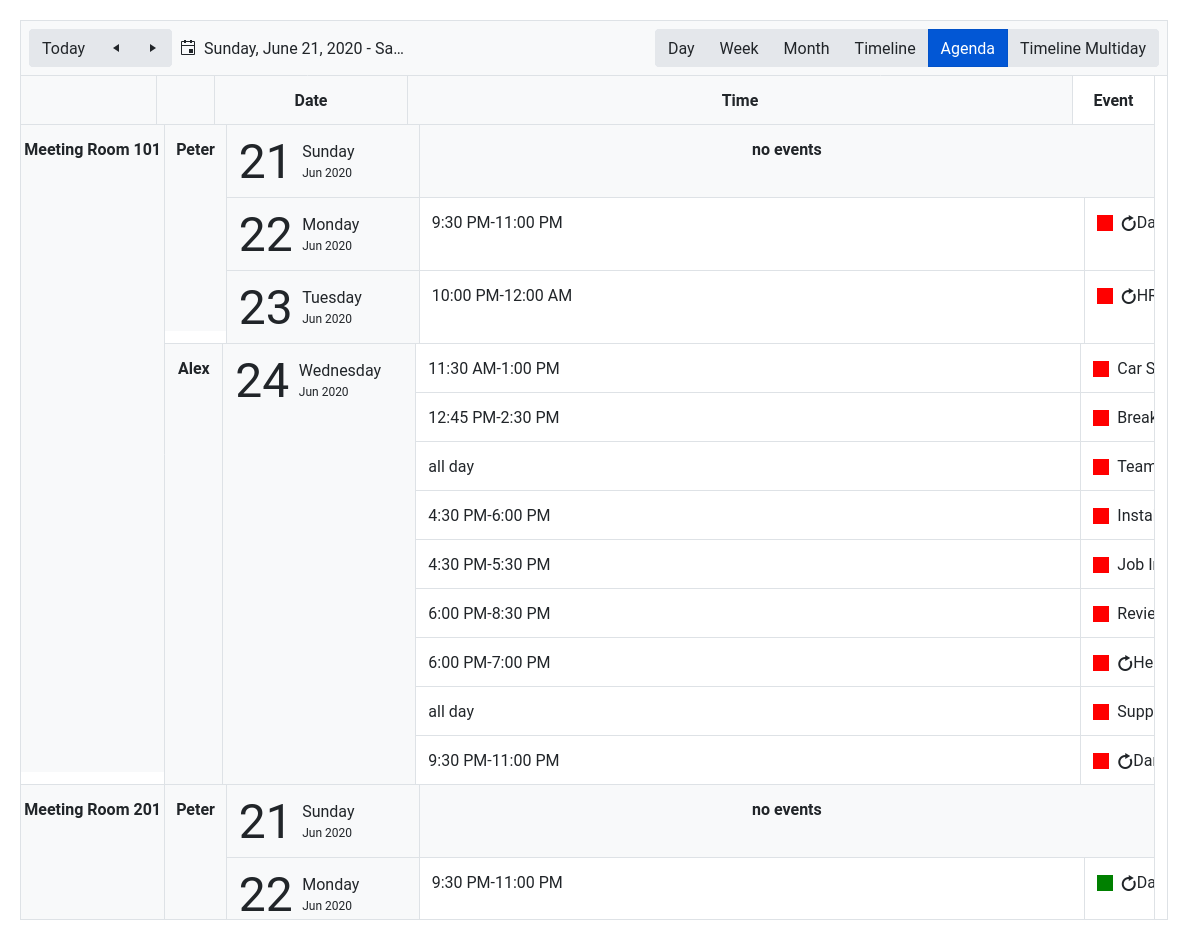 Today Sunday, June 21, 2020 - Sa... Day Week Month Timeline Agenda Timeline Multiday
Date Time Event
Meeting Room 101 Peter 21 Sunday no events
Jun 2020
22 Monday 9:30 PM-11:00 PM Da
Jun 2020
23 Tuesday 10:00 PM-12:00 AM HR
Jun 2020
Alex 24 Wednesday 11:30 AM-1:00 PM Car S
Jun 2020
12:45 PM-2:30 PM Break
all day Team
4:30 PM-6:00 PM Insta
4:30 PM-5:30 PM Job I
6:00 PM-8:30 PM Revie
6:00 PM-7:00 PM He
all day Supp
9:30 PM-11:00 PM Da
Meeting Room 201 Peter 21 Sunday no events
Jun 2020
22 Monday 9:30 PM-11:00 PM Da
Jun 2020